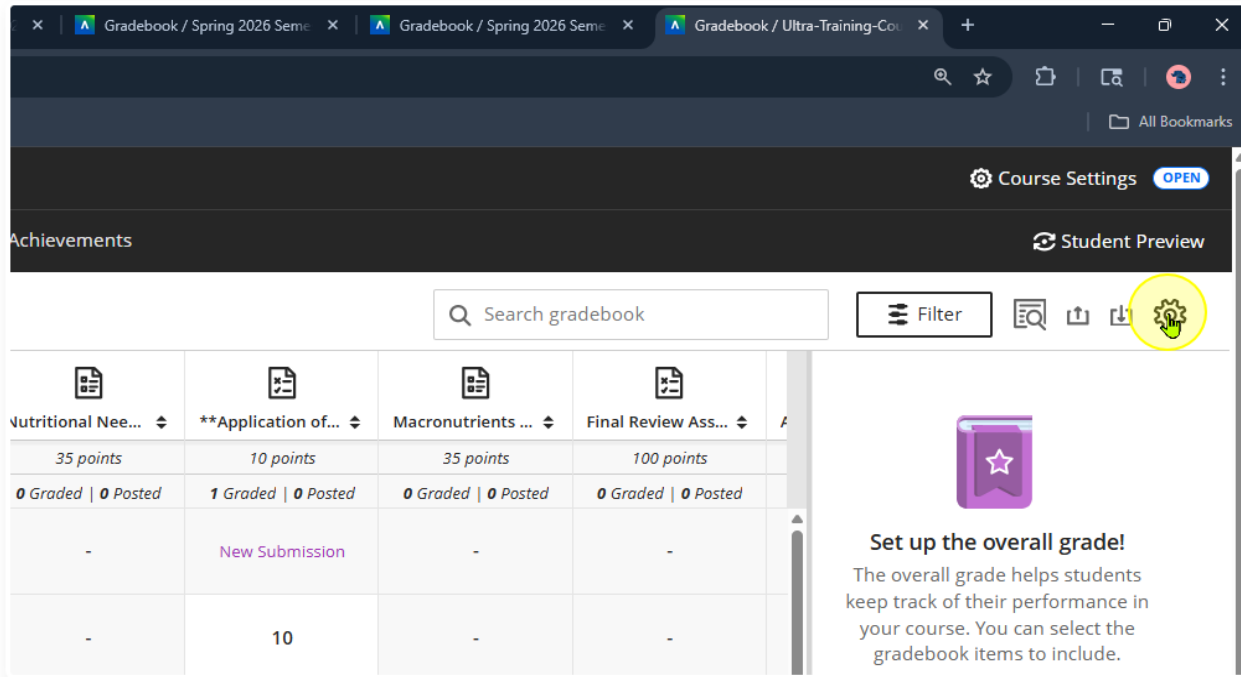 Gradebook / Spring 2026 Seme
Gradebook / Spring 2026 Seme
Gradebook / Ultra-Training-Cou
All Bookmarks
Course Settings OPEN
Achievements
Student Preview
Search gradebook
Filter
Nutritional Nee... **Application of... Macronutrients ... Final Review Ass...
35 points 10 points 35 points 100 points
0 Graded | 0 Posted 1 Graded | 0 Posted 0 Graded | 0 Posted 0 Graded | 0 Posted
- New Submission - -
- 10 - -
Set up the overall grade!
The overall grade helps students
keep track of their performance in
your course. You can select the
gradebook items to include.